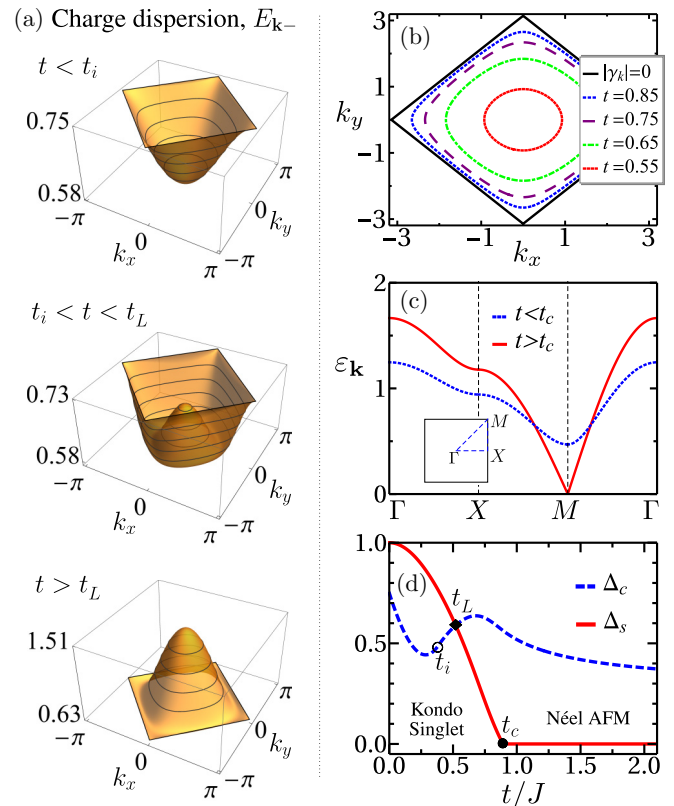 (a) Charge dispersion, E_{k−}
t < t_i
0.75
0.58
−π
0
k_x
π
−π
0
k_y
π
t_i < t < t_L
0.73
0.58
−π
0
k_x
π
−π
0
k_y
π
t > t_L
1.51
0.63
−π
0
k_x
π
−π
0
k_y
π
(b)
3
1
−1
−3
k_y
−3
−1
1
3
k_x
|γ_k|=0
t=0.85
t=0.75
t=0.65
t=0.55
(c)
t<t_c
t>t_c
2
1
0
ε_k
M
Γ
X
Γ
X
M
Γ
(d)
Δ_c
Δ_s
1.0
0.5
0.0
t_L
t_i
t_c
Kondo
Singlet
Néel AFM
0.0
0.5
1.0
1.5
2.0
t/J